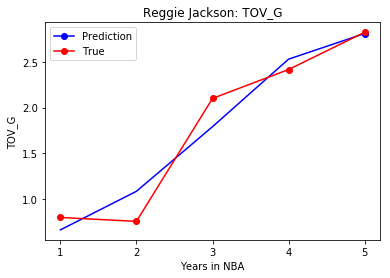 Reggie Jackson: TOV_G
Prediction
True
TOV_G
2.5
2.0
1.5
1.0
1 2 3 4 5
Years in NBA